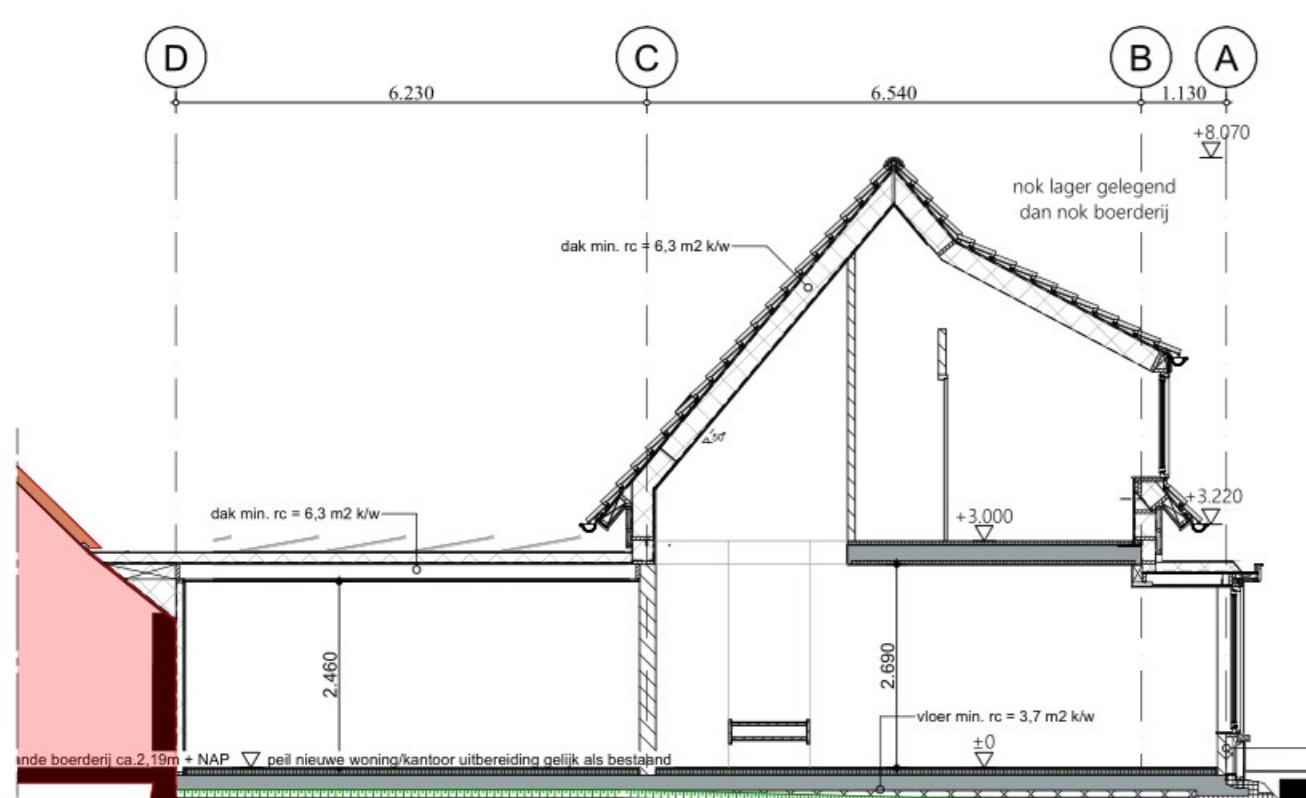 D
C
B
A
6.230
6.540
1.130
+8.070
nok lager gelegend
dan nok boerderij
dak min. rc = 6,3 m2 k/w
50°
+3.220
dak min. rc = 6,3 m2 k/w
+3.000
2.460
2.690
vloer min. rc = 3,7 m2 k/w
±0
ande boerderij ca.2,19m + NAP
peil nieuwe woning/kantoor uitbereiding gelijk als bestaand